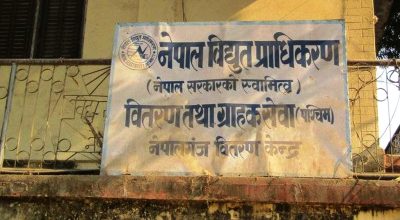 नेपाल विद्युत प्राधिकरण
(नेपाल सरकारको स्वामित्व)
वितरण तथा ग्राहक सेवा (पश्चिम)
नेपालगंज वितरण केन्द्र